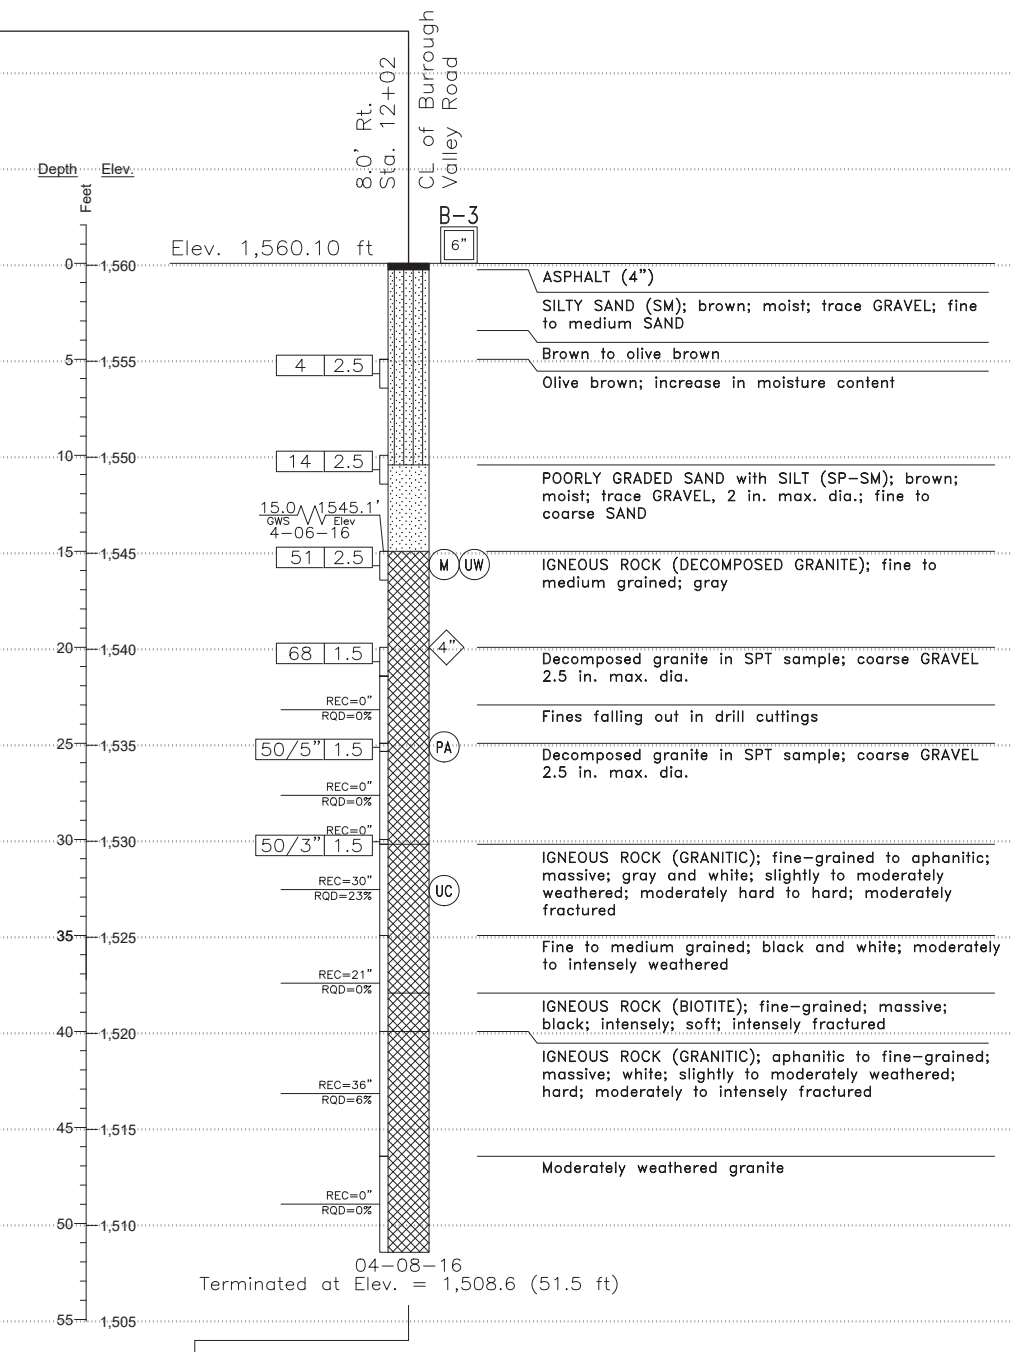 8.0' Rt.
Sta. 12+02
CL of Burrough
Valley Road
Depth Elev.
Feet
B-3
6"
Elev. 1,560.10 ft
0 1,560
ASPHALT (4")
SILTY SAND (SM); brown; moist; trace GRAVEL; fine
to medium SAND
Brown to olive brown
5 1,555
4 2.5
Olive brown; increase in moisture content
10 1,550
14 2.5
POORLY GRADED SAND with SILT (SP-SM); brown;
moist; trace GRAVEL, 2 in. max. dia.; fine to
coarse SAND
15.0 1545.1'
GWS Elev
4-06-16
15 1,545
51 2.5
M UW
IGNEOUS ROCK (DECOMPOSED GRANITE); fine to
medium grained; gray
20 1,540
68 1.5
4"
Decomposed granite in SPT sample; coarse GRAVEL
2.5 in. max. dia.
REC=0"
RQD=0%
Fines falling out in drill cuttings
25 1,535
50/5" 1.5
PA
Decomposed granite in SPT sample; coarse GRAVEL
2.5 in. max. dia.
REC=0"
RQD=0%
REC=0"
30 1,530
50/3" 1.5
IGNEOUS ROCK (GRANITIC); fine-grained to aphanitic;
massive; gray and white; slightly to moderately
weathered; moderately hard to hard; moderately
fractured
REC=30"
RQD=23%
UC
35 1,525
Fine to medium grained; black and white; moderately
to intensely weathered
REC=21"
RQD=0%
IGNEOUS ROCK (BIOTITE); fine-grained; massive;
black; intensely; soft; intensely fractured
40 1,520
IGNEOUS ROCK (GRANITIC); aphanitic to fine-grained;
massive; white; slightly to moderately weathered;
hard; moderately to intensely fractured
REC=36"
RQD=6%
45 1,515
Moderately weathered granite
REC=0"
RQD=0%
50 1,510
04-08-16
Terminated at Elev. = 1,508.6 (51.5 ft)
55 1,505